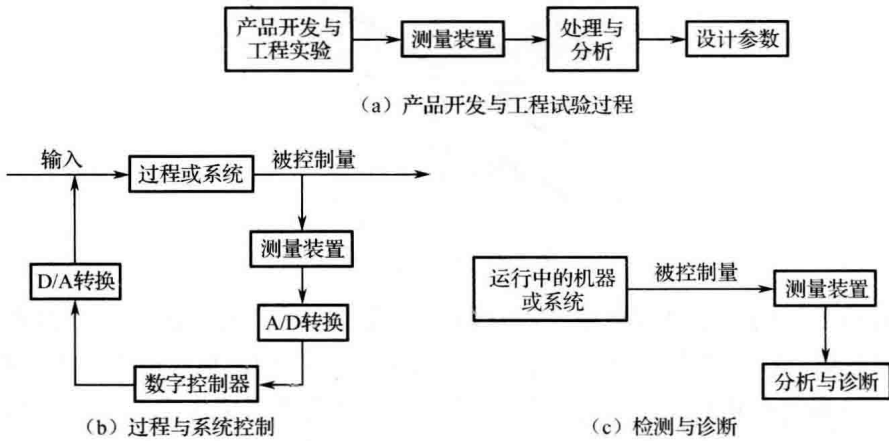 产品开发与
工程实验
测量装置
处理与
分析
设计参数
（a）产品开发与工程试验过程
输入
过程或系统
被控制量
测量装置
D/A转换
A/D转换
数字控制器
（b）过程与系统控制
运行中的机器
或系统
被控制量
测量装置
分析与诊断
（c）检测与诊断